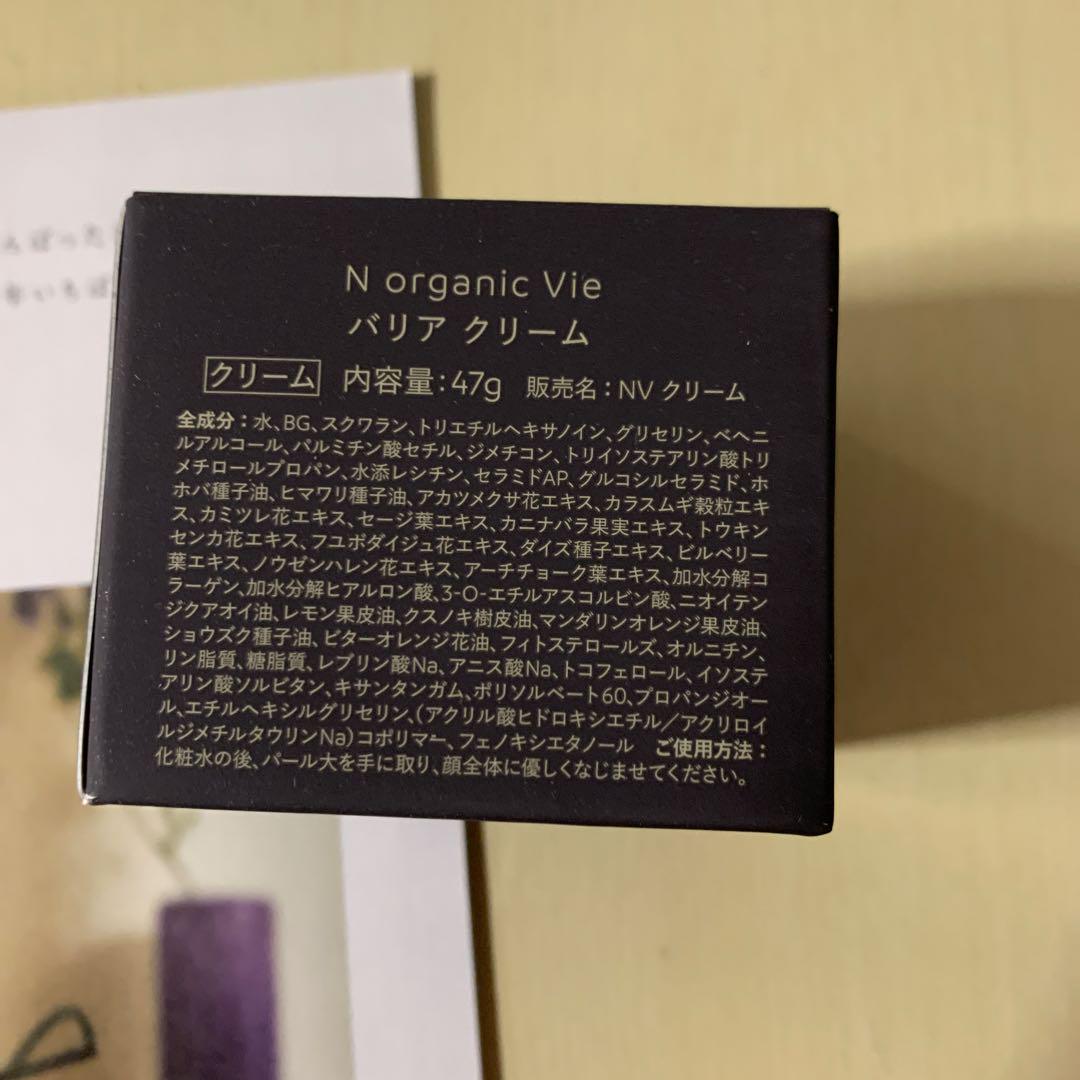 んばった
をいちば
N organic Vie
バリア クリーム
クリーム 内容量：47g 販売名：NV クリーム
全成分：水、BG、スクワラン、トリエチルヘキサノイン、グリセリン、ベヘニ
ルアルコール、パルミチン酸セチル、ジメチコン、トリイソステアリン酸トリ
メチロールプロパン、水添レシチン、セラミドAP、グルコシルセラミド、ホ
ホバ種子油、ヒマワリ種子油、アカツメクサ花エキス、カラスムギ穀粒エキ
ス、カミツレ花エキス、セージ葉エキス、カニナバラ果実エキス、トウキン
センカ花エキス、フユボダイジュ花エキス、ダイズ種子エキス、ビルベリー
葉エキス、ノウゼンハレン花エキス、アーチチョーク葉エキス、加水分解コ
ラーゲン、加水分解ヒアルロン酸、3-O-エチルアスコルビン酸、ニオイテン
ジクアオイ油、レモン果皮油、クスノキ樹皮油、マンダリンオレンジ果皮油、
ショウズク種子油、ビターオレンジ花油、フィトステロールズ、オルニチン、
リン脂質、糖脂質、レブリン酸Na、アニス酸Na、トコフェロール、イソステ
アリン酸ソルビタン、キサンタンガム、ポリソルベート60、プロパンジオー
ル、エチルヘキシルグリセリン、（アクリル酸ヒドロキシエチル／アクリロイ
ルジメチルタウリンNa）コポリマー、フェノキシエタノール ご使用方法：
化粧水の後、パール大を手に取り、顔全体に優しくなじませてください。